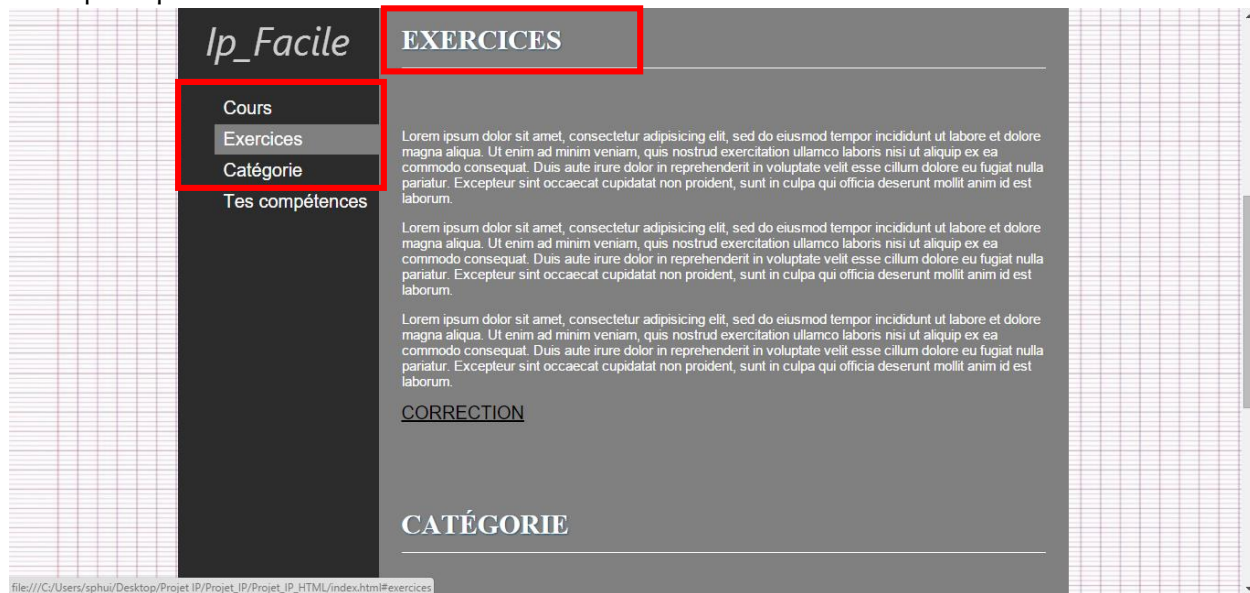 Ip_Facile
EXERCICES
Cours
Exercices
Catégorie
Tes compétences
Lorem ipsum dolor sit amet, consectetur adipisicing elit, sed do eiusmod tempor incididunt ut labore et dolore
magna aliqua. Ut enim ad minim veniam, quis nostrud exercitation ullamco laboris nisi ut aliquip ex ea
commodo consequat. Duis aute irure dolor in reprehenderit in voluptate velit esse cillum dolore eu fugiat nulla
pariatur. Excepteur sint occaecat cupidatat non proident, sunt in culpa qui officia deserunt mollit anim id est
laborum.
Lorem ipsum dolor sit amet, consectetur adipisicing elit, sed do eiusmod tempor incididunt ut labore et dolore
magna aliqua. Ut enim ad minim veniam, quis nostrud exercitation ullamco laboris nisi ut aliquip ex ea
commodo consequat. Duis aute irure dolor in reprehenderit in voluptate velit esse cillum dolore eu fugiat nulla
pariatur. Excepteur sint occaecat cupidatat non proident, sunt in culpa qui officia deserunt mollit anim id est
laborum.
Lorem ipsum dolor sit amet, consectetur adipisicing elit, sed do eiusmod tempor incididunt ut labore et dolore
magna aliqua. Ut enim ad minim veniam, quis nostrud exercitation ullamco laboris nisi ut aliquip ex ea
commodo consequat. Duis aute irure dolor in reprehenderit in voluptate velit esse cillum dolore eu fugiat nulla
pariatur. Excepteur sint occaecat cupidatat non proident, sunt in culpa qui officia deserunt mollit anim id est
laborum.
CORRECTION
CATÉGORIE
file:///C:/Users/sphui/Desktop/Projet IP/Projet_IP/Projet_IP_HTML/index.html#exercices